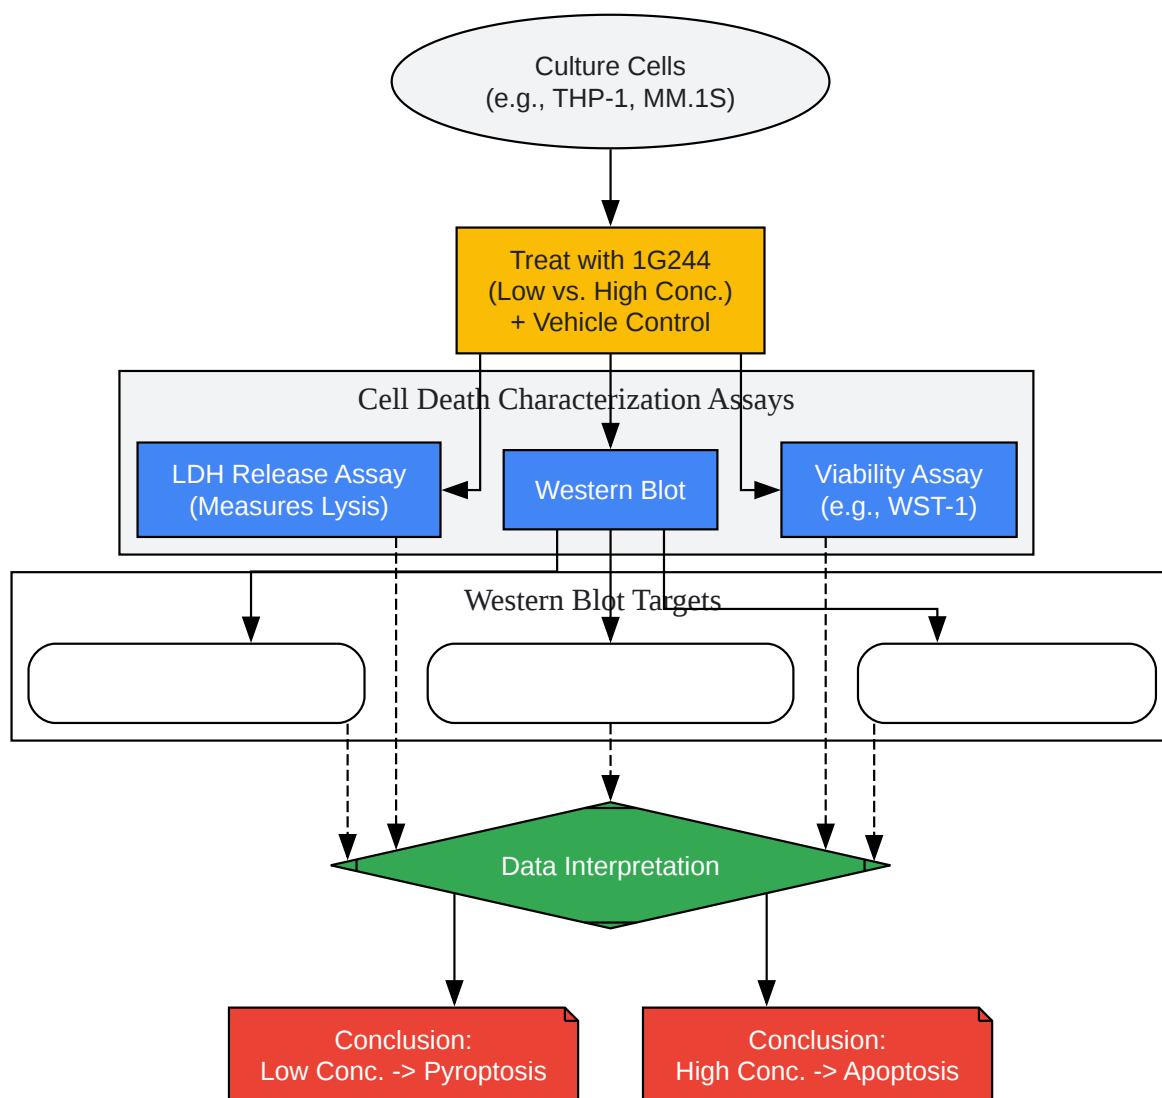 Culture Cells
(e.g., THP-1, MM.1S)
Treat with 1G244
(Low vs. High Conc.)
+ Vehicle Control
Cell Death Characterization Assays
LDH Release Assay
(Measures Lysis)
Western Blot
Viability Assay
(e.g., WST-1)
Western Blot Targets
Data Interpretation
Conclusion:
Low Conc. -> Pyroptosis
Conclusion:
High Conc. -> Apoptosis